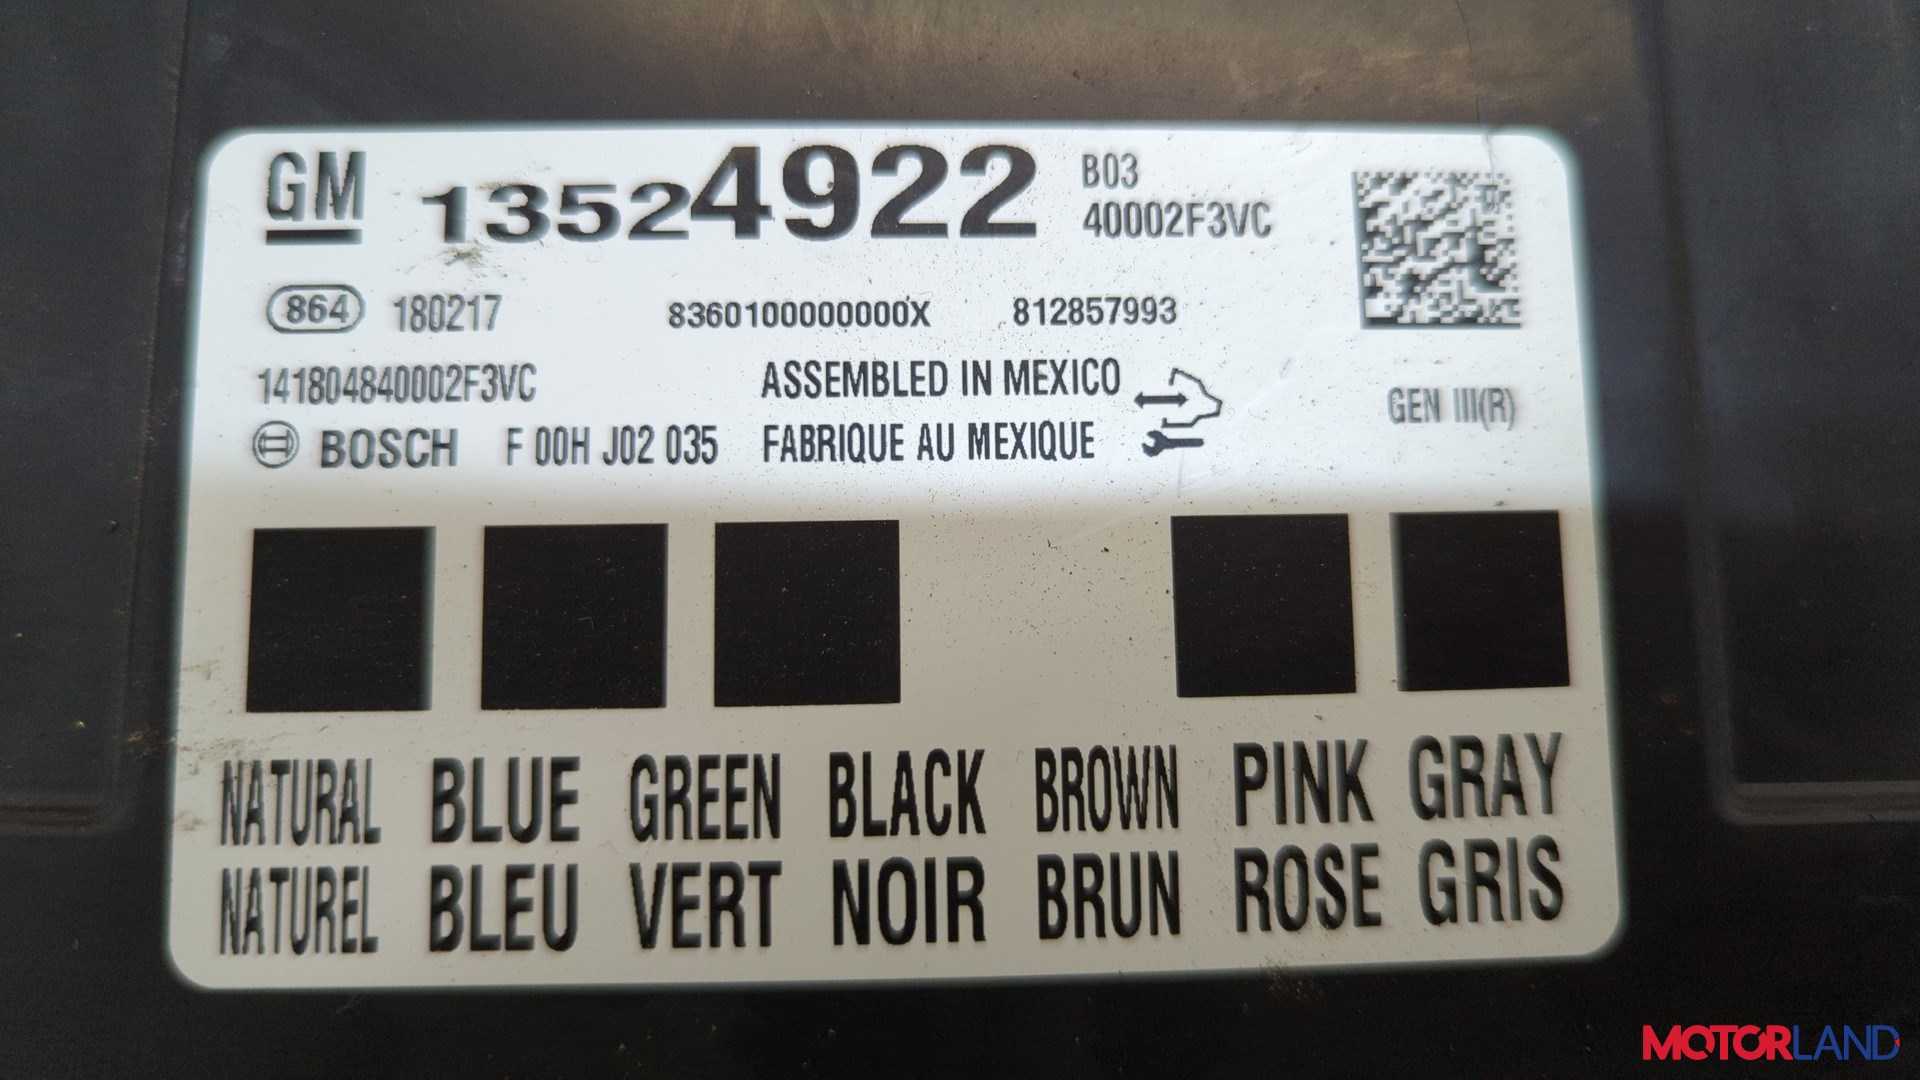 GM 13524922 B03
40002F3VC
864 180217 8360100000000X 812857993
141804840002F3VC ASSEMBLED IN MEXICO GEN III(R)
BOSCH F 00H J02 035 FABRIQUE AU MEXIQUE
NATURAL BLUE GREEN BLACK BROWN PINK GRAY
NATUREL BLEU VERT NOIR BRUN ROSE GRIS
MOTORLAND